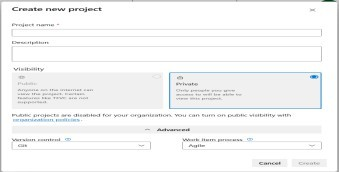 Create new project
Project name *
Description
Visibility
Public
Anyone on the internet can
view the project. Certain
features like TFVC are not
supported.
Private
Only people you give
access to will be able to
view this project.
Public projects are disabled for your organization. You can turn on public visibility with
organization policies.
Advanced
Version control
Work item process
Git
Agile
Cancel
Create